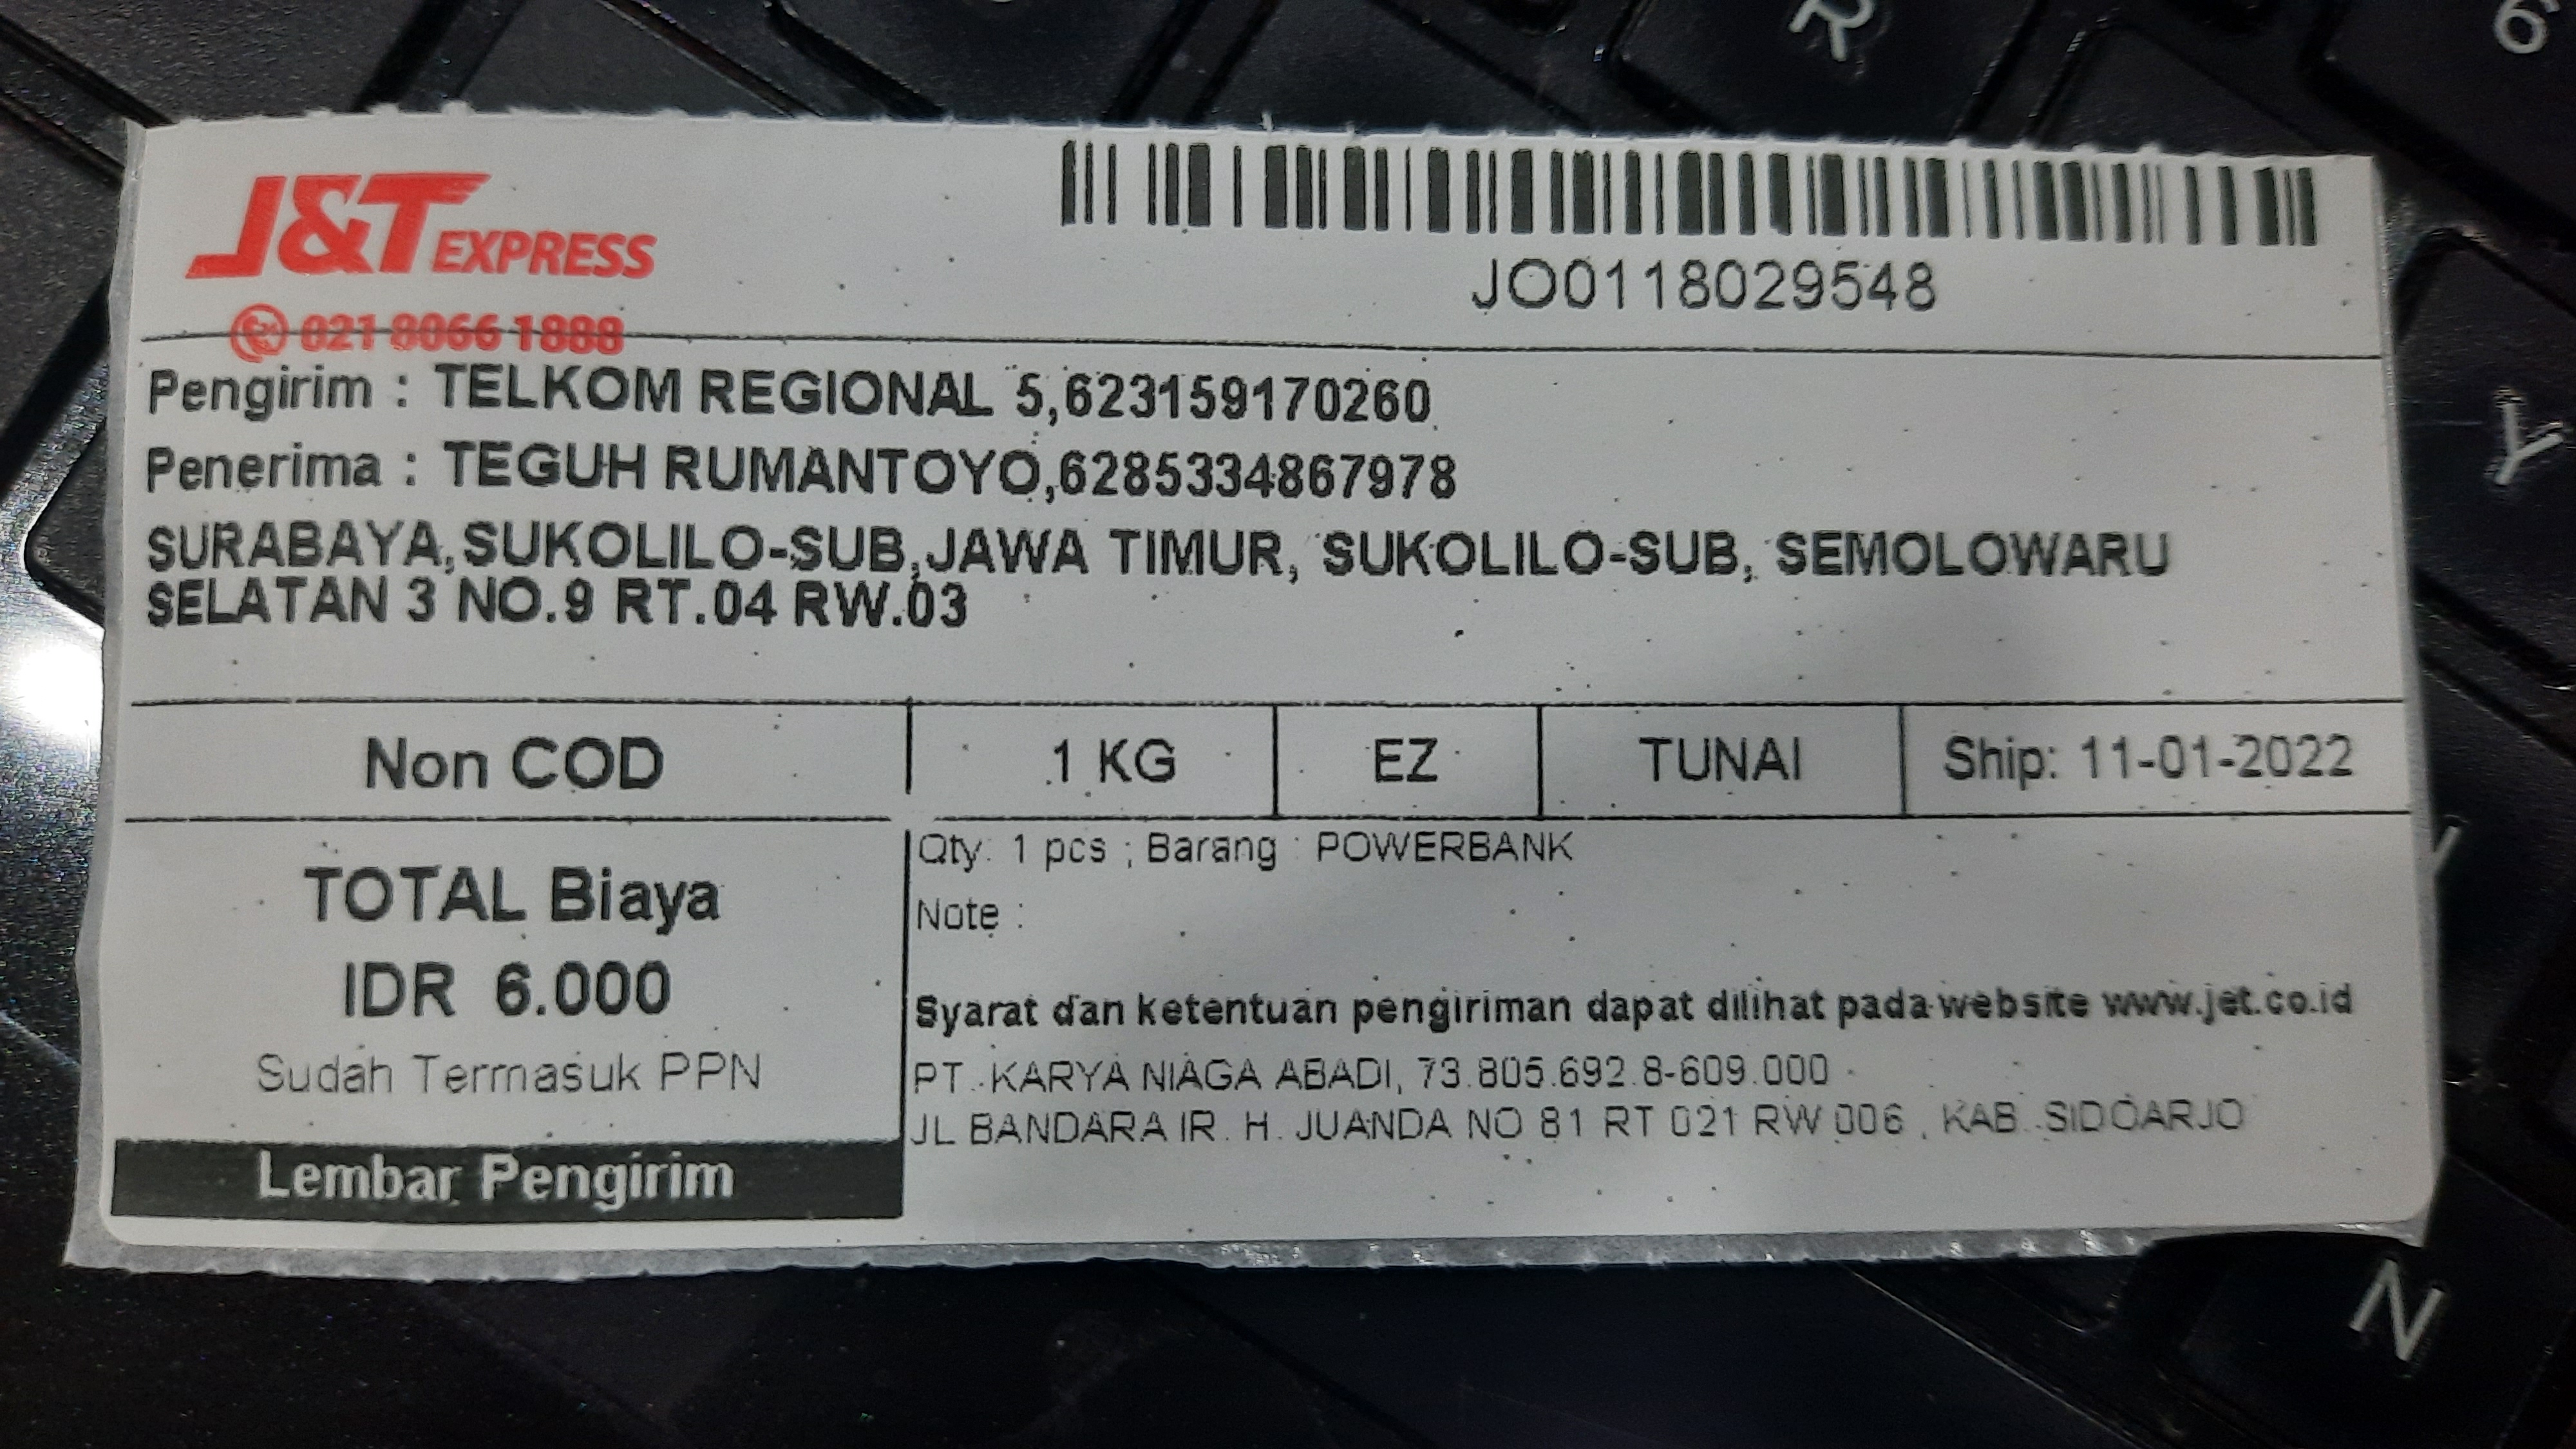 J&T EXPRESS
021 8066 1888
JO0118029548
Pengirim : TELKOM REGIONAL 5,623159170260
Penerima : TEGUH RUMANTOYO,6285334867978
SURABAYA,SUKOLILO-SUB,JAWA TIMUR, SUKOLILO-SUB, SEMOLOWARU
SELATAN 3 NO.9 RT.04 RW.03
Non COD
1 KG
EZ
TUNAI
Ship: 11-01-2022
TOTAL Biaya
IDR 6.000
Sudah Termasuk PPN
Lembar Pengirim
Qty: 1 pcs ; Barang : POWERBANK
Note :
Syarat dan ketentuan pengiriman dapat dilihat pada website www.jet.co.id
PT. KARYA NIAGA ABADI, 73.805.692.8-609.000
JL BANDARA IR. H. JUANDA NO 81 RT 021 RW 006 , KAB. SIDOARJO
R
N
Y
6